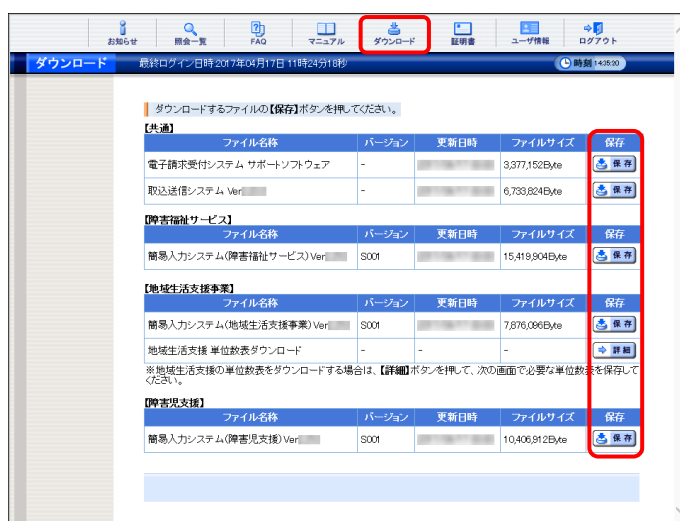 お知らせ 照会一覧 FAQ マニュアル ダウンロード 証明書 ユーザ情報 ログアウト
ダウンロード 最終ログイン日時 2017年04月17日 11時24分18秒 時刻 14:35:20
ダウンロードするファイルの【保存】ボタンを押してください。
【共通】
ファイル名称 バージョン 更新日時 ファイルサイズ 保存
電子請求受付システム サポートソフトウェア - 3,377,152Byte 保存
取込送信システム Ver - 6,733,824Byte 保存
【障害福祉サービス】
ファイル名称 バージョン 更新日時 ファイルサイズ 保存
簡易入力システム(障害福祉サービス)Ver S001 15,419,904Byte 保存
【地域生活支援事業】
ファイル名称 バージョン 更新日時 ファイルサイズ 保存
簡易入力システム(地域生活支援事業)Ver S001 7,876,096Byte 保存
地域生活支援 単位数表ダウンロード - - - 詳細
※地域生活支援の単位数表をダウンロードする場合は、【詳細】ボタンを押して、次の画面で必要な単位数表を保存して
ください。
【障害児支援】
ファイル名称 バージョン 更新日時 ファイルサイズ 保存
簡易入力システム(障害児支援)Ver S001 10,406,912Byte 保存